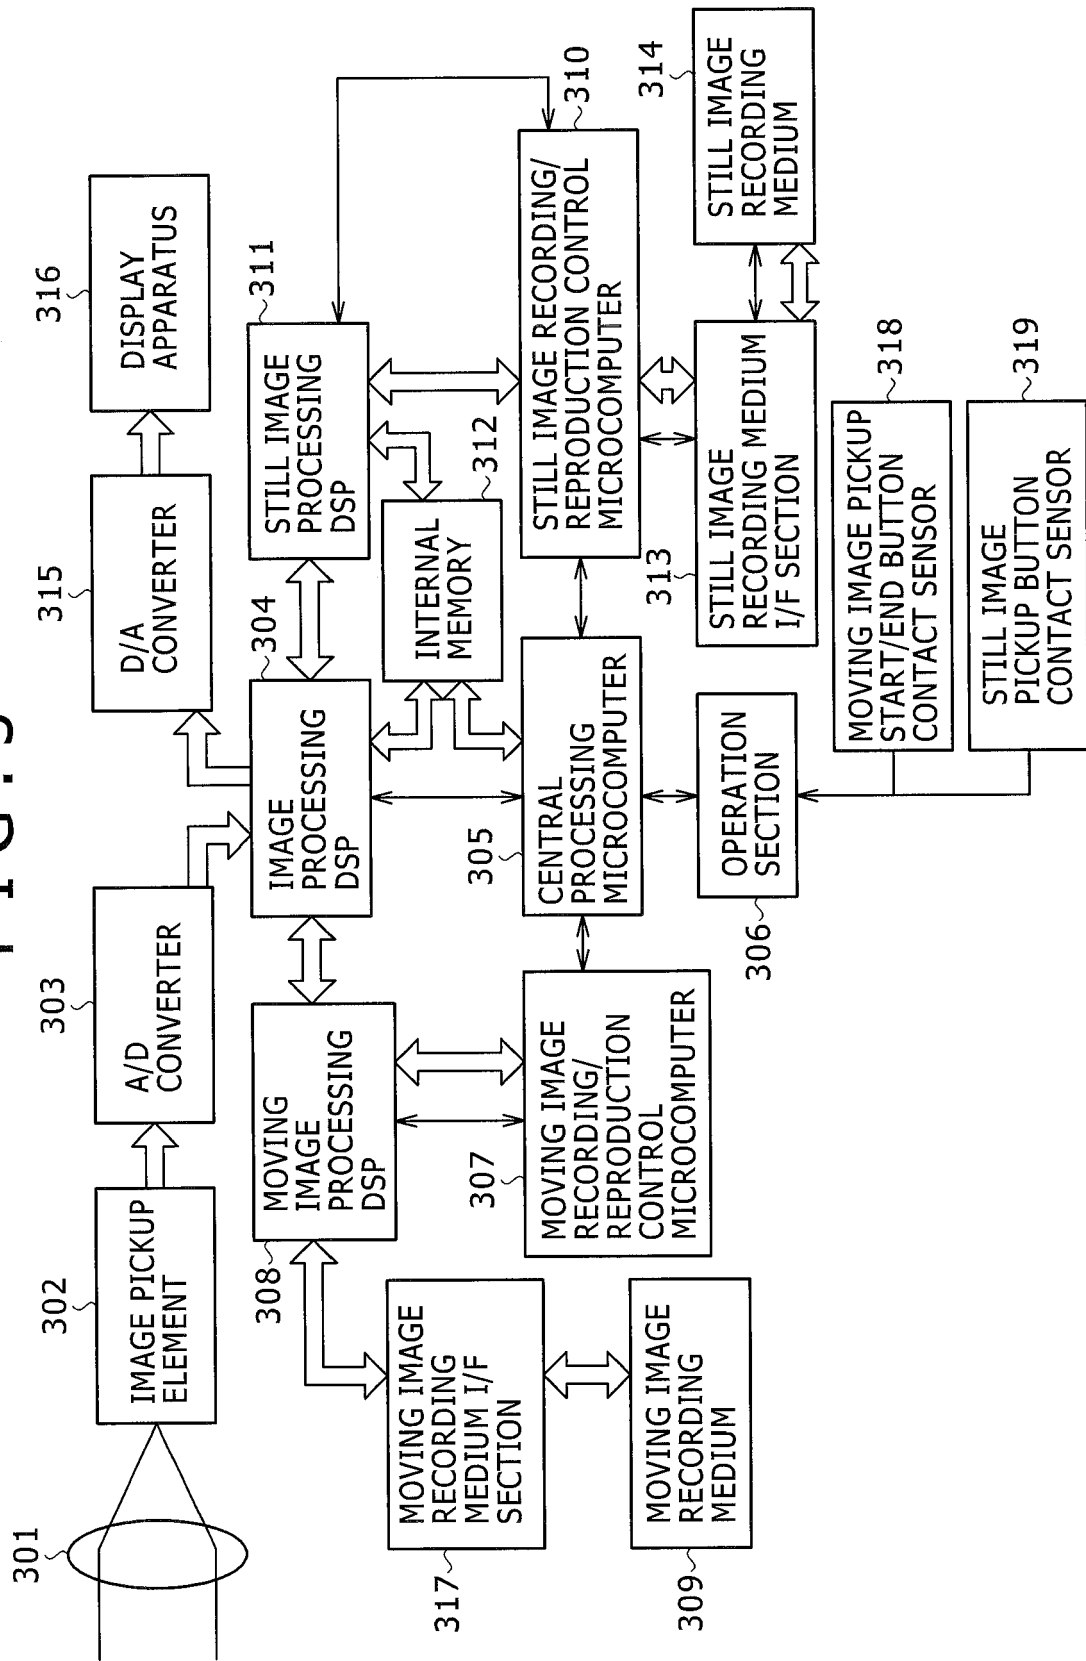 301
302
IMAGE PICKUP
ELEMENT
303
A/D
CONVERTER
315
D/A
CONVERTER
316
DISPLAY
APPARATUS
308
MOVING
IMAGE
PROCESSING
DSP
304
IMAGE
PROCESSING
DSP
311
STILL IMAGE
PROCESSING
DSP
312
INTERNAL
MEMORY
317
MOVING IMAGE
RECORDING
MEDIUM I/F
SECTION
307
MOVING IMAGE
RECORDING/
REPRODUCTION
CONTROL
MICROCOMPUTER
305
CENTRAL
PROCESSING
MICROCOMPUTER
310
STILL IMAGE RECORDING/
REPRODUCTION CONTROL
MICROCOMPUTER
309
MOVING IMAGE
RECORDING
MEDIUM
306
OPERATION
SECTION
313
STILL IMAGE
RECORDING MEDIUM
I/F SECTION
314
STILL IMAGE
RECORDING
MEDIUM
318
MOVING IMAGE PICKUP
START/END BUTTON
CONTACT SENSOR
319
STILL IMAGE
PICKUP BUTTON
CONTACT SENSOR